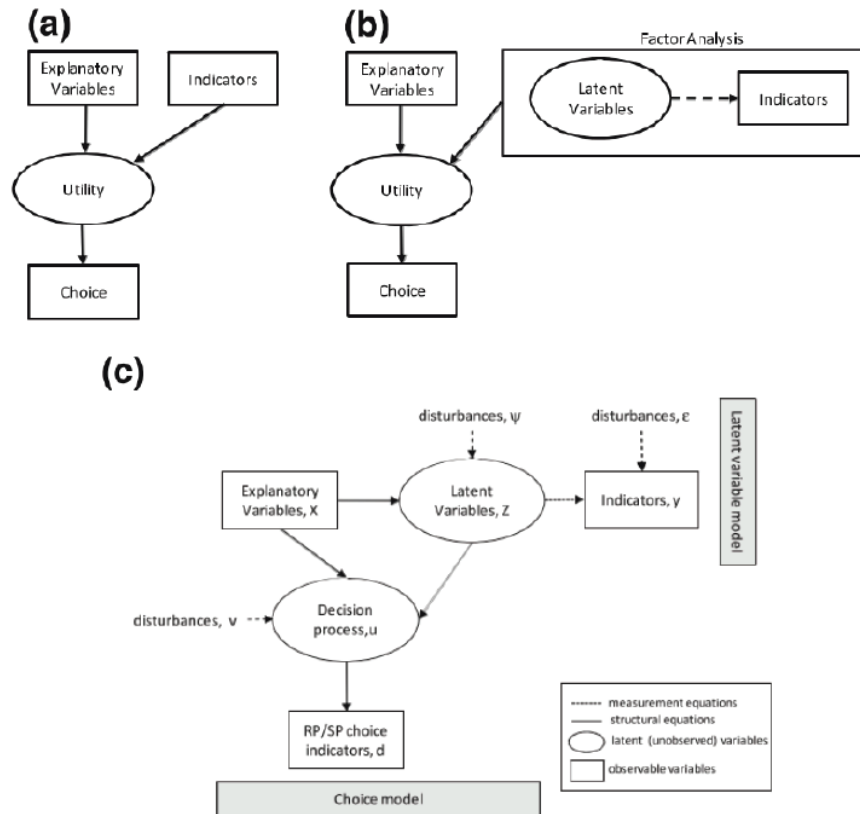 (a)
Explanatory
Variables
Indicators
Utility
Choice
(b)
Explanatory
Variables
Factor Analysis
Latent
Variables
Indicators
Utility
Choice
(c)
disturbances, ψ
disturbances, ε
Explanatory
Variables, X
Latent
Variables, Z
Indicators, y
Latent variable model
Decision
process,u
disturbances, v
RP/SP choice
indicators, d
Choice model
measurement equations
structural equations
latent (unobserved) variables
observable variables